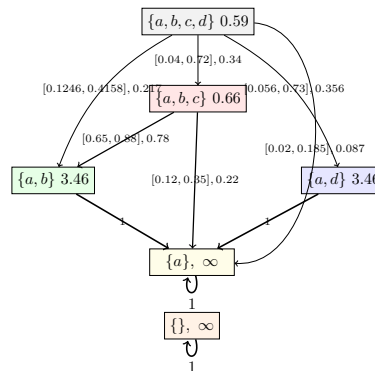 {a, b, c, d} 0.59
[0.04, 0.72], 0.34
[0.1246, 0.4158], 0.217
[0.056, 0.73], 0.356
{a, b, c} 0.66
[0.65, 0.88], 0.78
[0.02, 0.185], 0.087
{a, b} 3.46
[0.12, 0.35], 0.22
{a, d} 3.46
1
1
{a}, ∞
1
{}, ∞
1